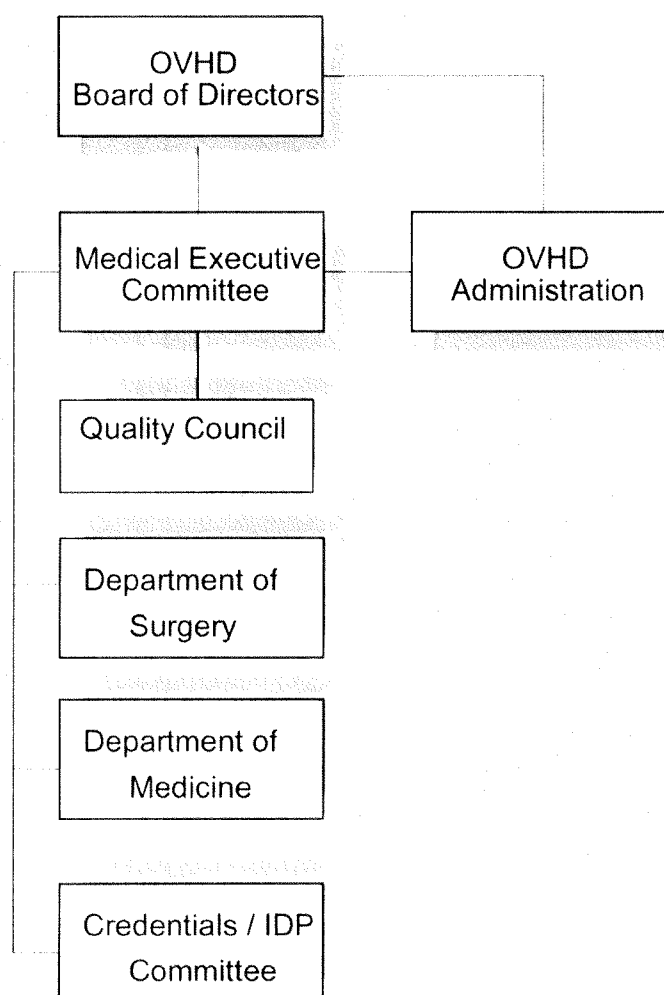 OVHD
Board of Directors
Medical Executive
Committee
OVHD
Administration
Quality Council
Department of
Surgery
Department of
Medicine
Credentials / IDP
Committee